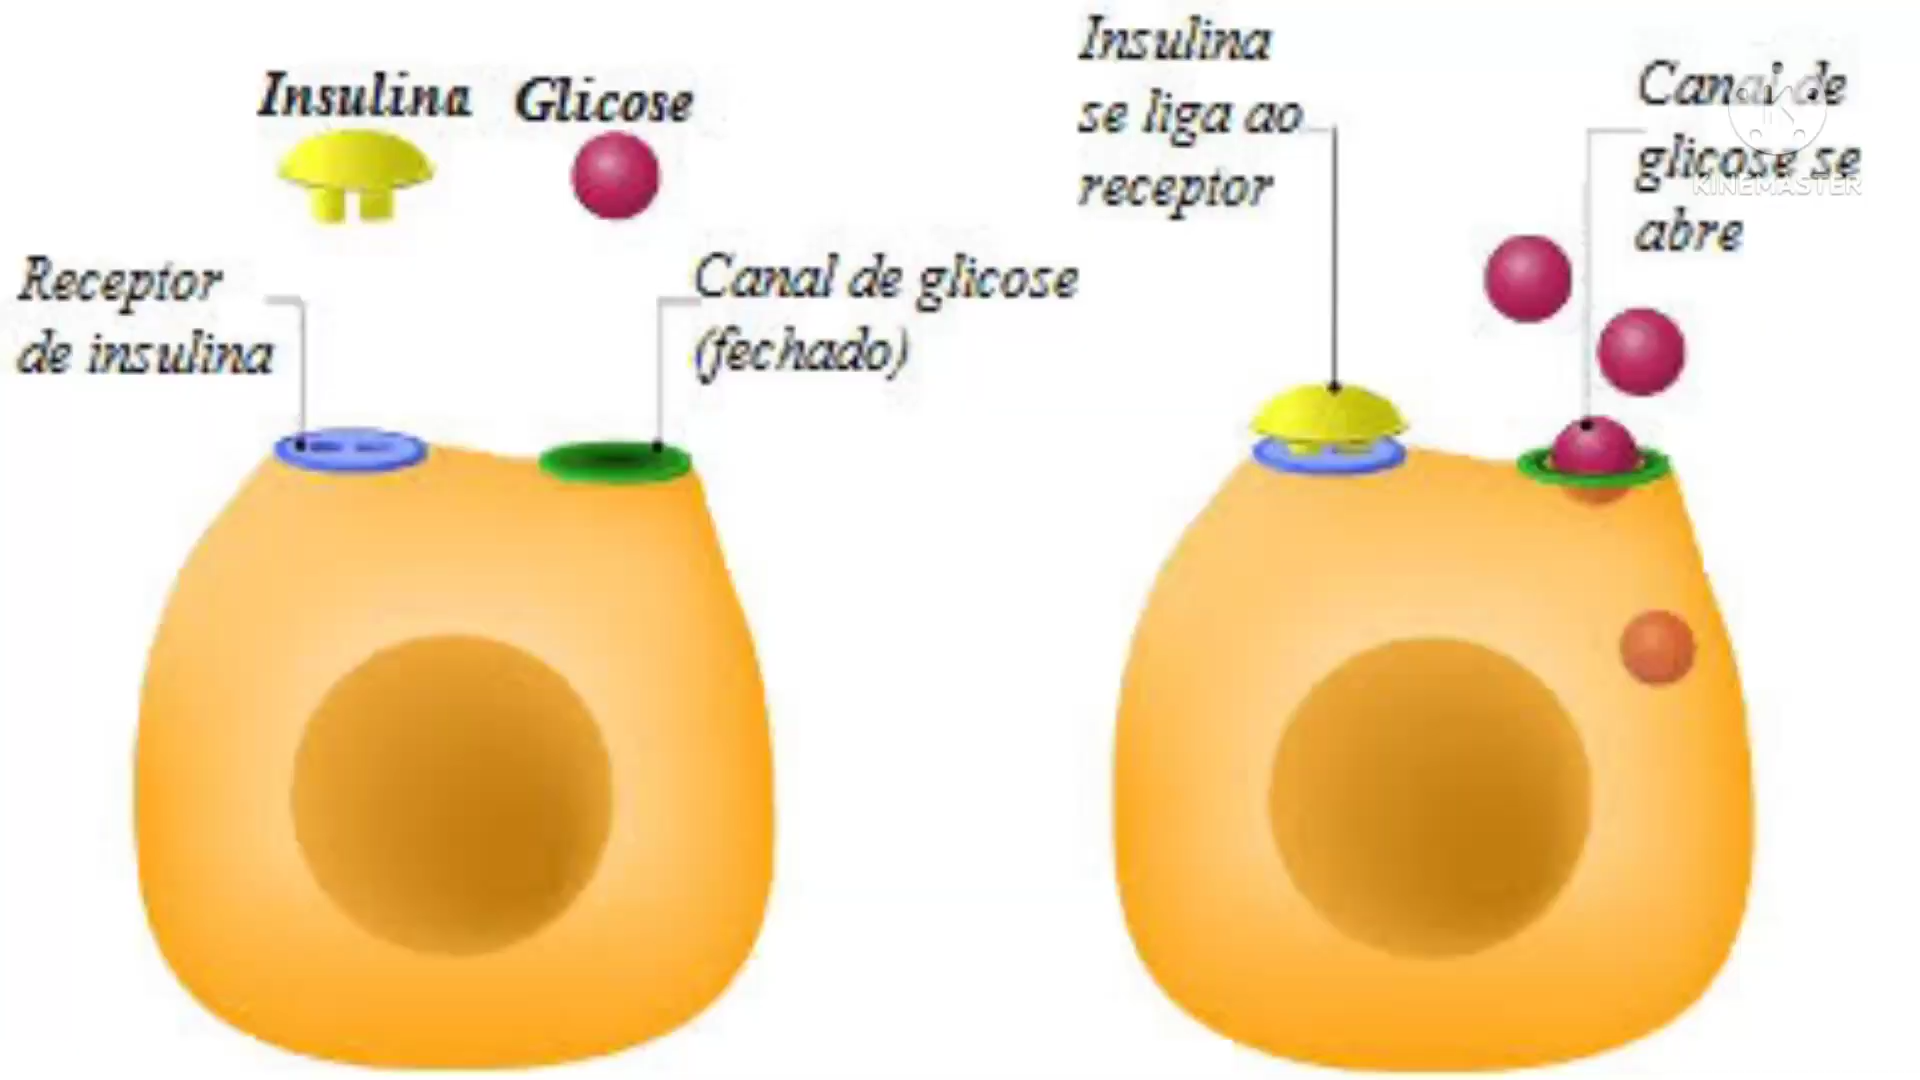 Insulina
Glicose
Receptor
de insulina
Canal de glicose
(fechado)
Insulina
se liga ao
receptor
Canal de
glicose se
abre
KINEMASTER